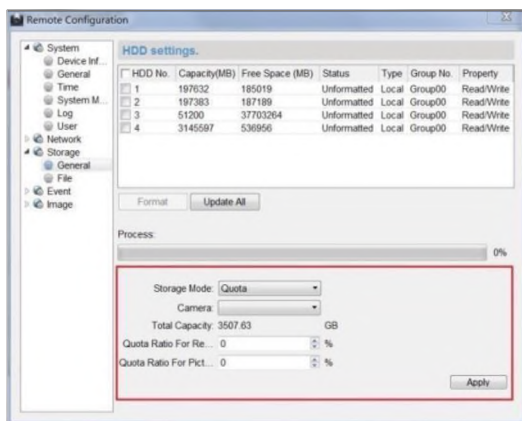 Remote Configuration
System
Device Inf...
General
Time
System M...
Log
User
Network
Storage
General
File
Event
Image
HDD settings.
HDD No. Capacity(MB) Free Space (MB) Status Type Group No. Property
1 197632 185019 Unformatted Local Group00 Read/Write
2 197383 187189 Unformatted Local Group00 Read/Write
3 51200 37703264 Unformatted Local Group00 Read/Write
4 3145597 536956 Unformatted Local Group00 Read/Write
Format Update All
Process:
0%
Storage Mode: Quota
Camera:
Total Capacity: 3507.63 GB
Quota Ratio For Re... 0 %
Quota Ratio For Pict... 0 %
Apply